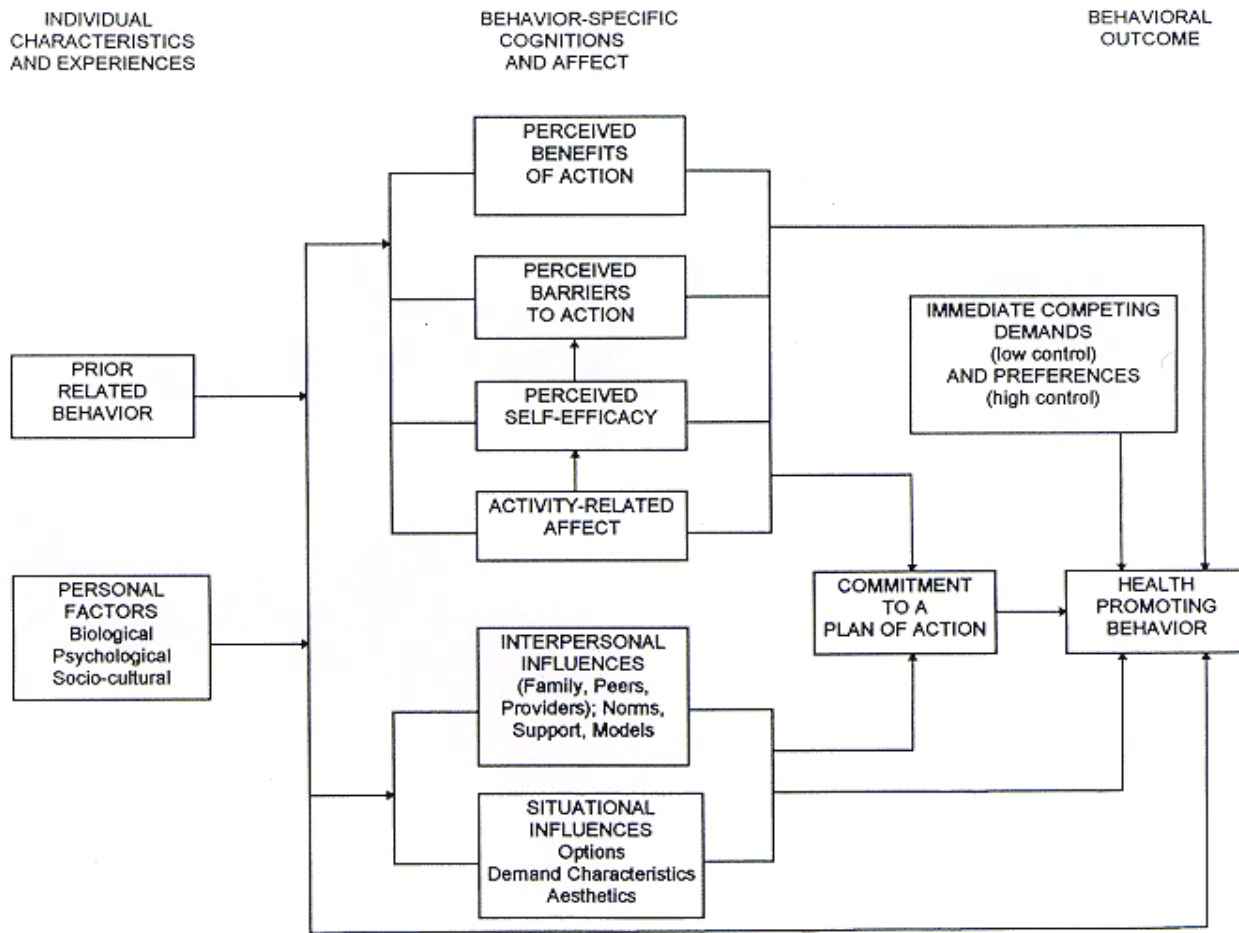 INDIVIDUAL
CHARACTERISTICS
AND EXPERIENCES
BEHAVIOR-SPECIFIC
COGNITIONS
AND AFFECT
BEHAVIORAL
OUTCOME
PERCEIVED
BENEFITS
OF ACTION
PERCEIVED
BARRIERS
TO ACTION
IMMEDIATE COMPETING
DEMANDS
(low control)
AND PREFERENCES
(high control)
PRIOR
RELATED
BEHAVIOR
PERCEIVED
SELF-EFFICACY
ACTIVITY-RELATED
AFFECT
PERSONAL
FACTORS
Biological
Psychological
Socio-cultural
COMMITMENT
TO A
PLAN OF ACTION
HEALTH
PROMOTING
BEHAVIOR
INTERPERSONAL
INFLUENCES
(Family, Peers,
Providers); Norms,
Support, Models
SITUATIONAL
INFLUENCES
Options
Demand Characteristics
Aesthetics